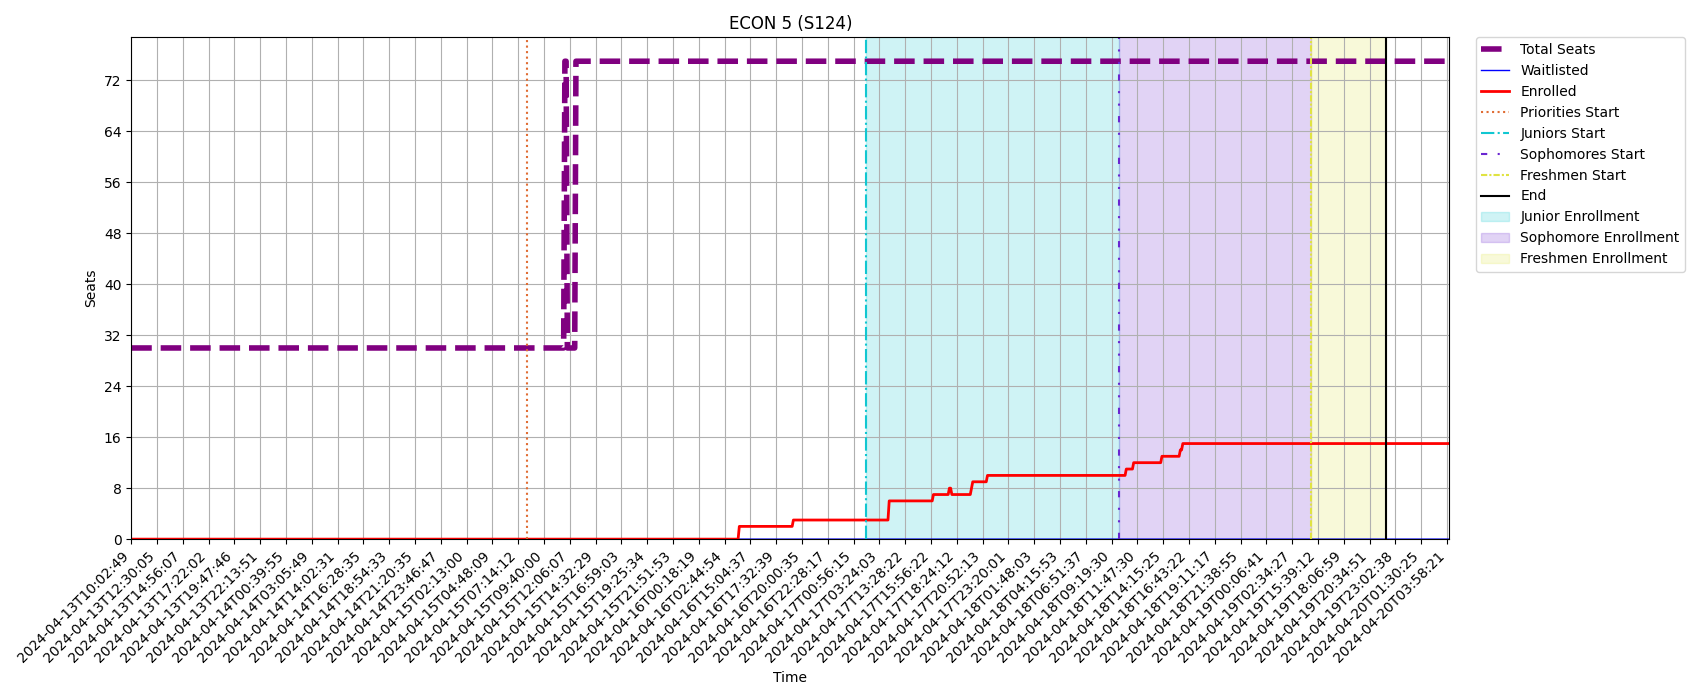 ECON 5 (S124)
Total Seats
Waitlisted
Enrolled
Priorities Start
Juniors Start
Sophomores Start
Freshmen Start
End
Junior Enrollment
Sophomore Enrollment
Freshmen Enrollment
Seats
72
64
56
48
40
32
24
16
8
0
2024-04-13T10:02:49
2024-04-13T12:30:05
2024-04-13T14:56:07
2024-04-13T17:22:02
2024-04-13T19:47:46
2024-04-13T22:13:51
2024-04-14T00:39:55
2024-04-14T03:05:49
2024-04-14T14:02:31
2024-04-14T16:28:35
2024-04-14T18:54:33
2024-04-14T21:20:35
2024-04-14T23:46:47
2024-04-15T02:13:00
2024-04-15T04:48:09
2024-04-15T07:14:12
2024-04-15T09:40:00
2024-04-15T12:06:07
2024-04-15T14:32:29
2024-04-15T16:59:03
2024-04-15T19:25:34
2024-04-15T21:51:53
2024-04-16T00:18:19
2024-04-16T02:44:54
2024-04-16T15:04:37
2024-04-16T17:32:39
2024-04-16T20:00:35
2024-04-16T22:28:17
2024-04-17T00:56:15
2024-04-17T03:24:03
2024-04-17T13:28:22
2024-04-17T15:56:22
2024-04-17T18:24:12
2024-04-17T20:52:13
2024-04-17T23:20:01
2024-04-18T01:48:03
2024-04-18T04:15:53
2024-04-18T06:51:37
2024-04-18T09:19:30
2024-04-18T11:47:30
2024-04-18T14:15:25
2024-04-18T16:43:22
2024-04-18T19:11:17
2024-04-18T21:38:55
2024-04-19T00:06:41
2024-04-19T02:34:27
2024-04-19T15:39:12
2024-04-19T18:06:59
2024-04-19T20:34:51
2024-04-19T23:02:38
2024-04-20T01:30:25
2024-04-20T03:58:21
Time